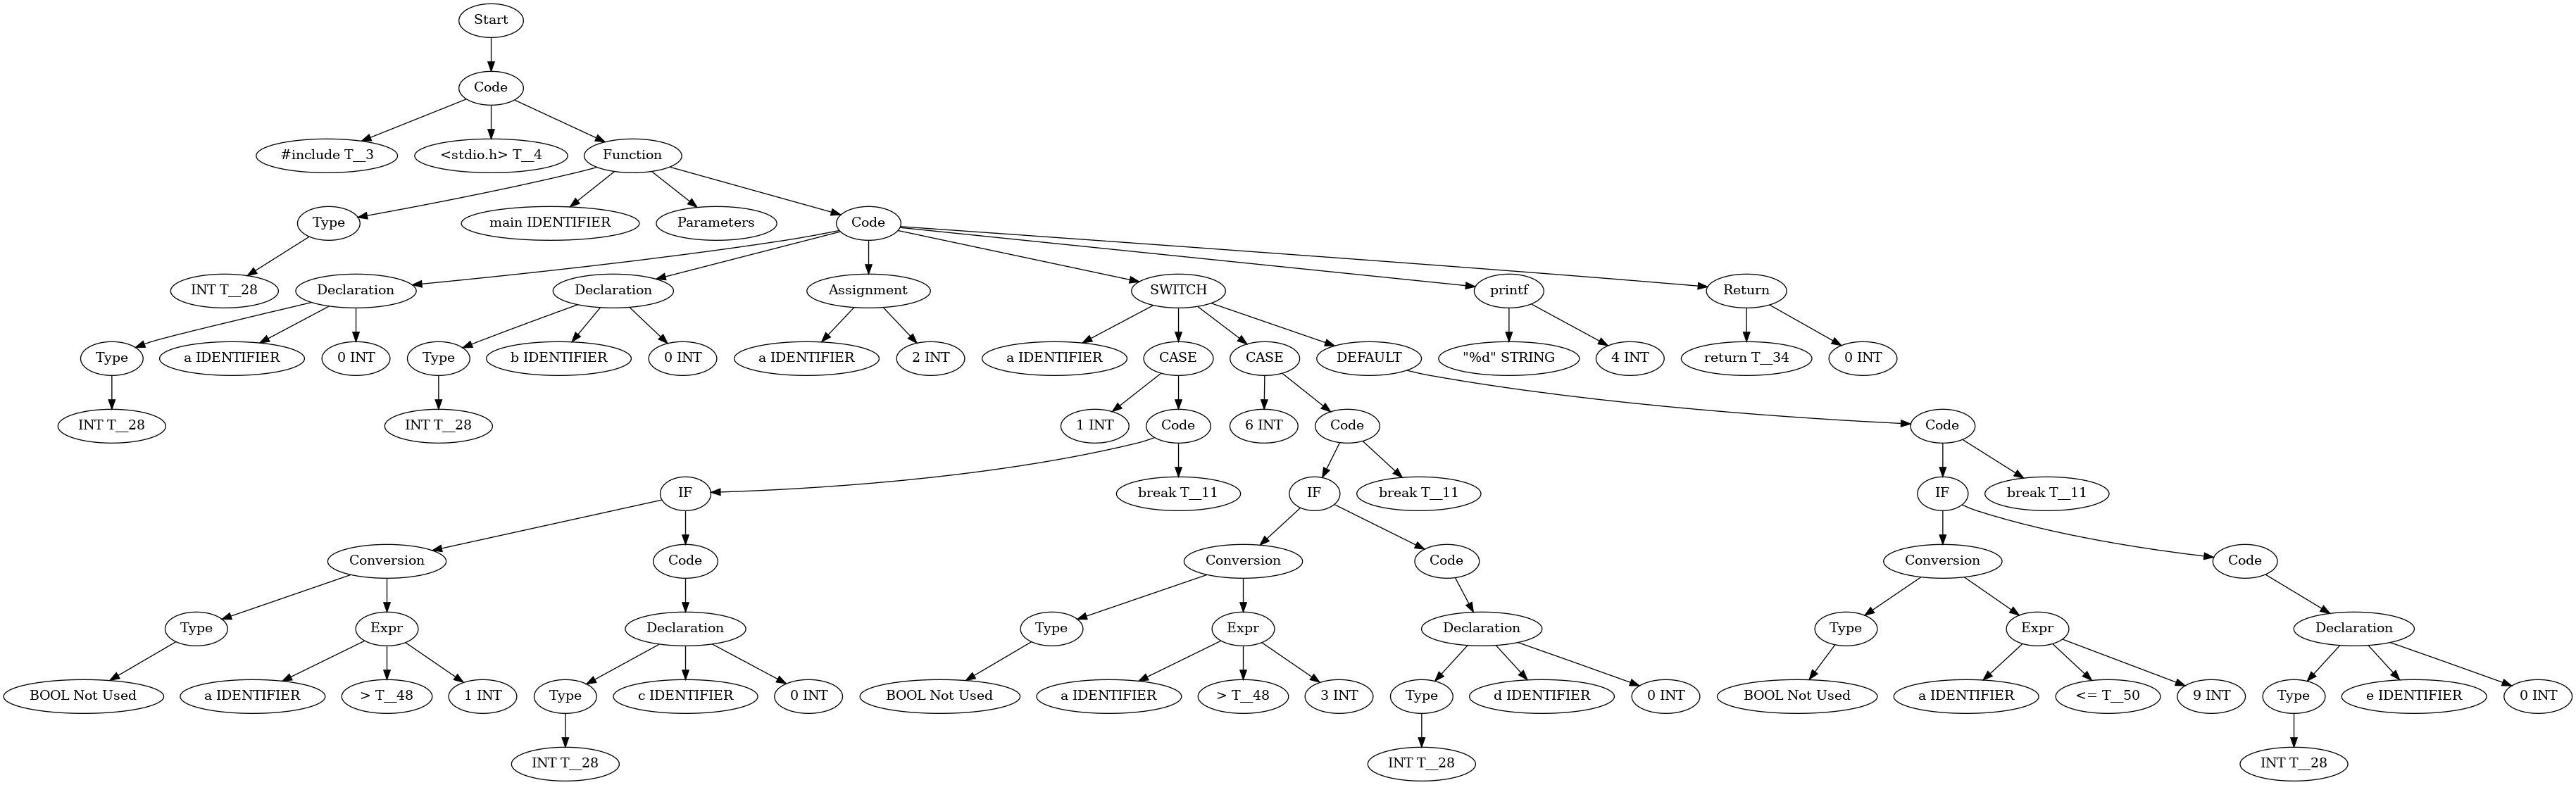 Start
Code
#include T__3 <stdio.h> T__4 Function
Type main IDENTIFIER Parameters Code
INT T__28 Declaration Declaration Assignment SWITCH printf Return
Type a IDENTIFIER 0 INT Type b IDENTIFIER 0 INT a IDENTIFIER 2 INT a IDENTIFIER CASE CASE DEFAULT "%d" STRING 4 INT return T__34 0 INT
INT T__28 INT T__28 1 INT Code 6 INT Code Code
IF break T__11 IF break T__11 IF break T__11
Conversion Code Conversion Code Conversion Code
Type Expr Declaration Type Expr Declaration Type Expr Declaration
BOOL Not Used a IDENTIFIER > T__48 1 INT Type c IDENTIFIER 0 INT BOOL Not Used a IDENTIFIER > T__48 3 INT Type d IDENTIFIER 0 INT BOOL Not Used a IDENTIFIER <= T__50 9 INT Type e IDENTIFIER 0 INT
INT T__28 INT T__28 INT T__28